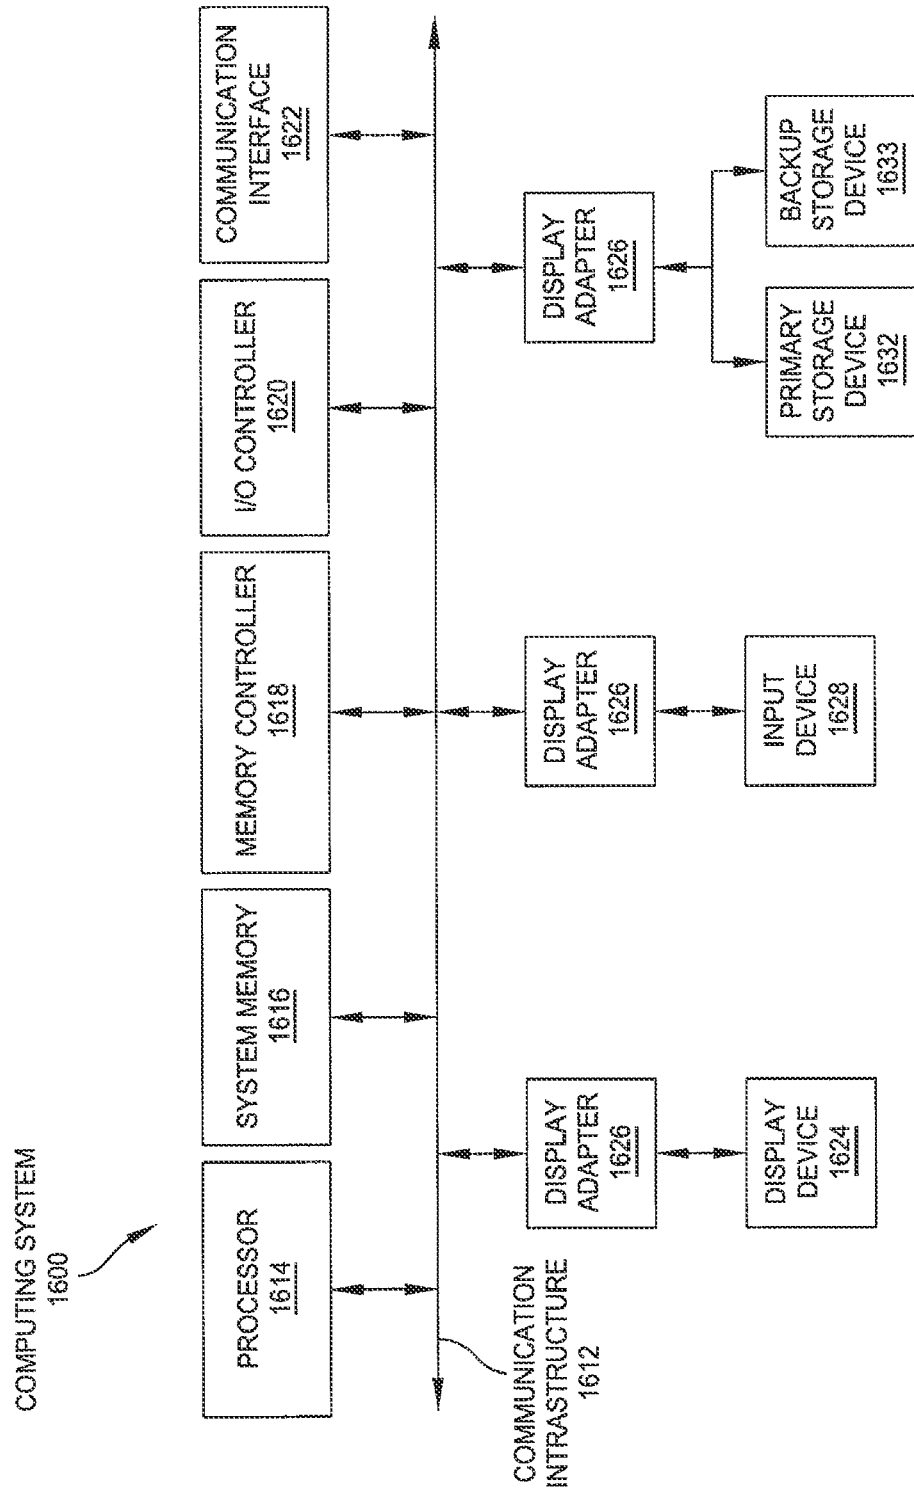 COMPUTING SYSTEM
1600
PROCESSOR
1614
SYSTEM MEMORY
1616
MEMORY CONTROLLER
1618
I/O CONTROLLER
1620
COMMUNICATION
INTERFACE
1622
COMMUNICATION
INTRASTRUCTURE
1612
DISPLAY
ADAPTER
1626
DISPLAY
ADAPTER
1626
DISPLAY
ADAPTER
1626
DISPLAY
DEVICE
1624
INPUT
DEVICE
1628
PRIMARY
STORAGE
DEVICE
1632
BACKUP
STORAGE
DEVICE
1633